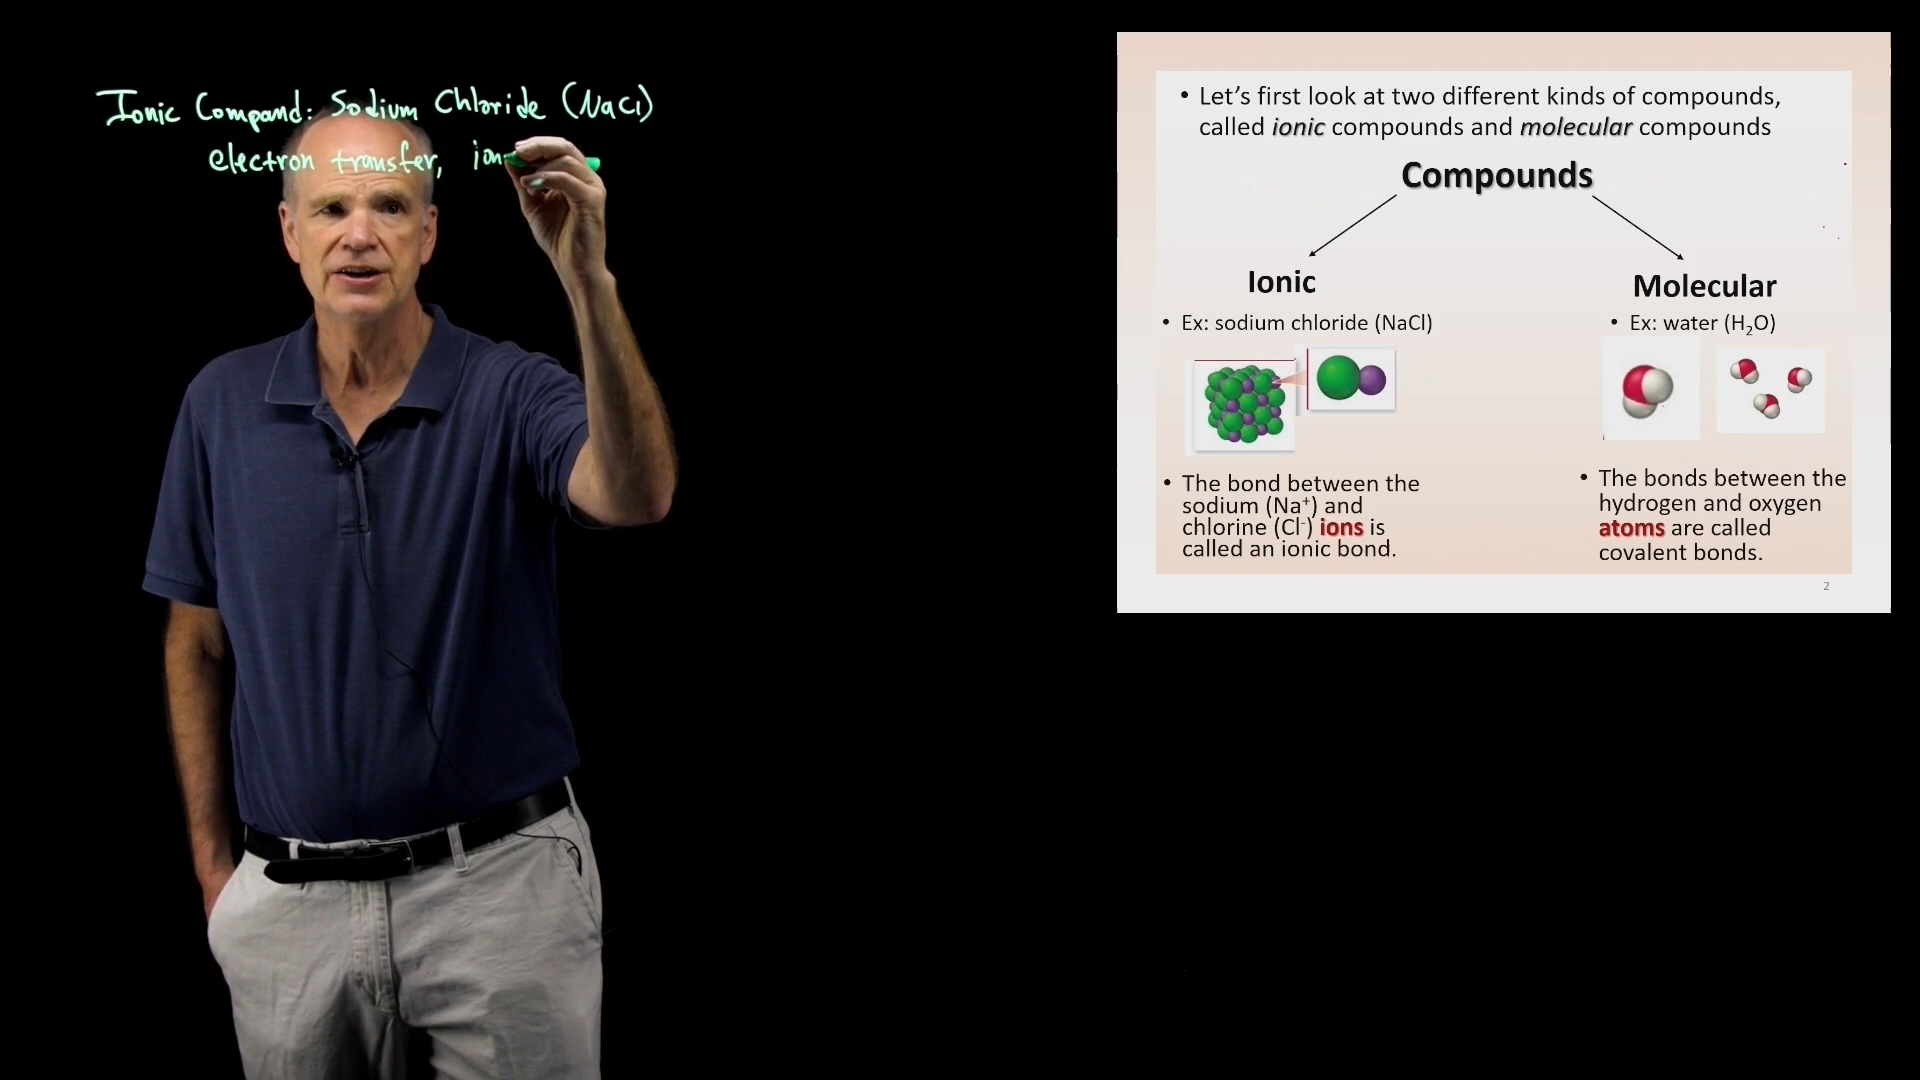 Ionic Compand: Sodium Chloride (NaCl)
electron transfer, ion
• Let's first look at two different kinds of compounds,
called ionic compounds and molecular compounds
Compounds
Ionic
• Ex: sodium chloride (NaCl)
• The bond between the
sodium (Na⁺) and
chlorine (Cl⁻) ions is
called an ionic bond.
Molecular
• Ex: water (H₂O)
• The bonds between the
hydrogen and oxygen
atoms are called
covalent bonds.
2